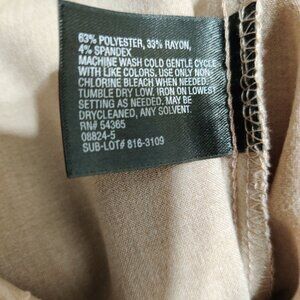 63% POLYESTER, 33% RAYON,
4% SPANDEX
MACHINE WASH COLD GENTLE CYCLE
WITH LIKE COLORS, USE ONLY NON-
CHLORINE BLEACH WHEN NEEDED.
TUMBLE DRY LOW. IRON ON LOWEST
SETTING AS NEEDED. MAY BE
DRYCLEANED, ANY SOLVENT.
RN# 54365
08824-5
SUB-LOT# 816-3109